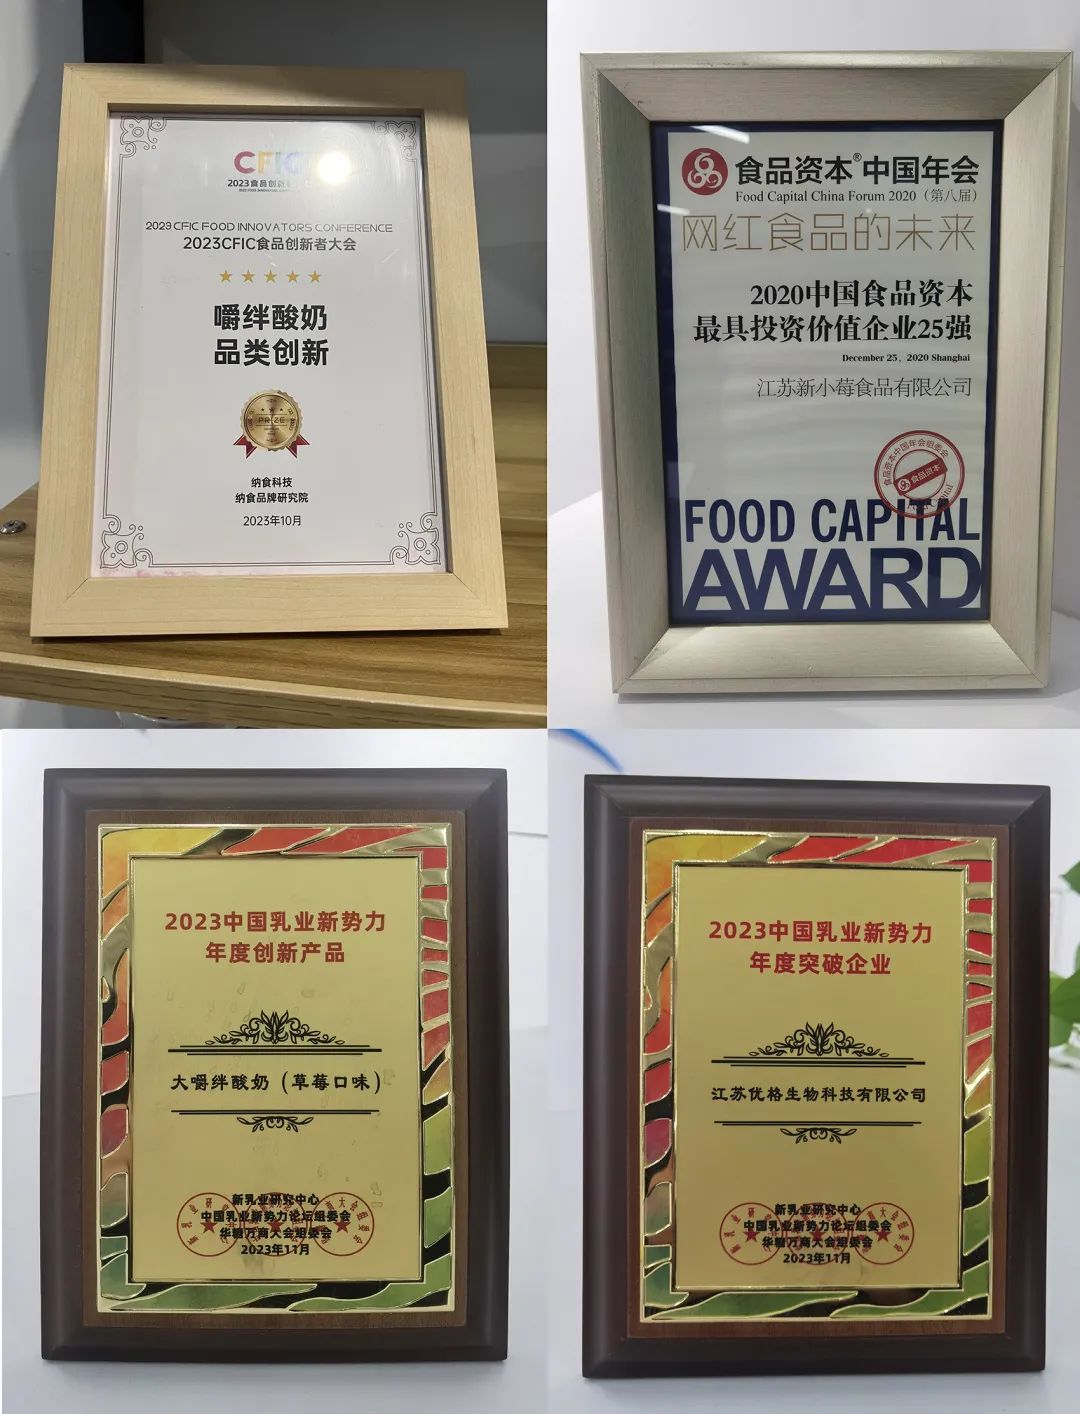 CFIC
2023食品创新
2023 CFIC FOOD INNOVATORS CONFERENCE
2023CFIC食品创新者大会
嚼绊酸奶
品类创新
PRIZE
纳食科技
纳食品牌研究院
2023年10月
食品资本®中国年会
Food Capital China Forum 2020（第八届）
网红食品的未来
2020中国食品资本
最具投资价值企业25强
December 25, 2020 Shanghai
江苏新小莓食品有限公司
食品资本中国年会组委会
食品资本
FOOD CAPITAL
AWARD
2023中国乳业新势力
年度创新产品
大嚼绊酸奶（草莓口味）
新乳业研究中心
中国乳业新势力论坛组委会
华糖万商大会组委会
2023年11月
2023中国乳业新势力
年度突破企业
江苏优格生物科技有限公司
新乳业研究中心
中国乳业新势力论坛组委会
华糖万商大会组委会
2023年11月